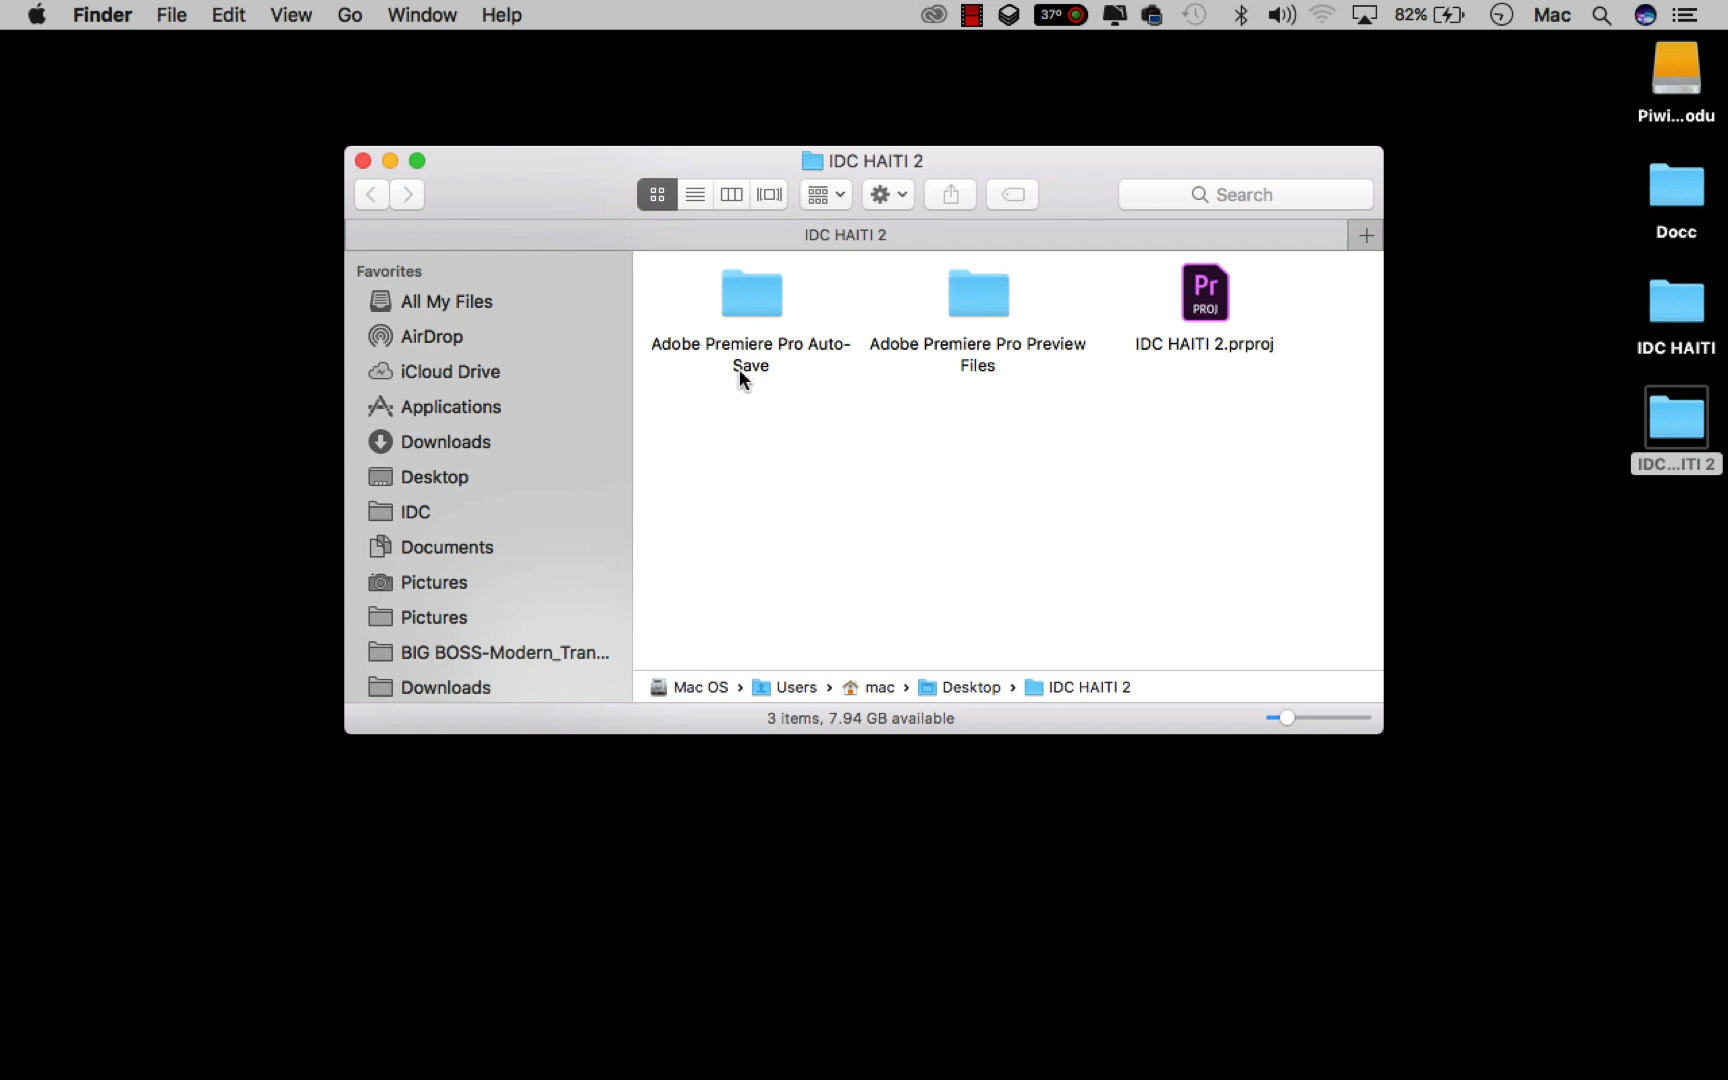 Finder File Edit View Go Window Help 37° 82% Mac
Piwi...odu
Docc
IDC HAITI
IDC...ITI 2
IDC HAITI 2
Search
IDC HAITI 2
Favorites
All My Files
AirDrop
iCloud Drive
Applications
Downloads
Desktop
IDC
Documents
Pictures
Pictures
BIG BOSS-Modern_Tran...
Downloads
Adobe Premiere Pro Auto-
Save
Adobe Premiere Pro Preview
Files
Pr
PROJ
IDC HAITI 2.prproj
Mac OS › Users › mac › Desktop › IDC HAITI 2
3 items, 7.94 GB available